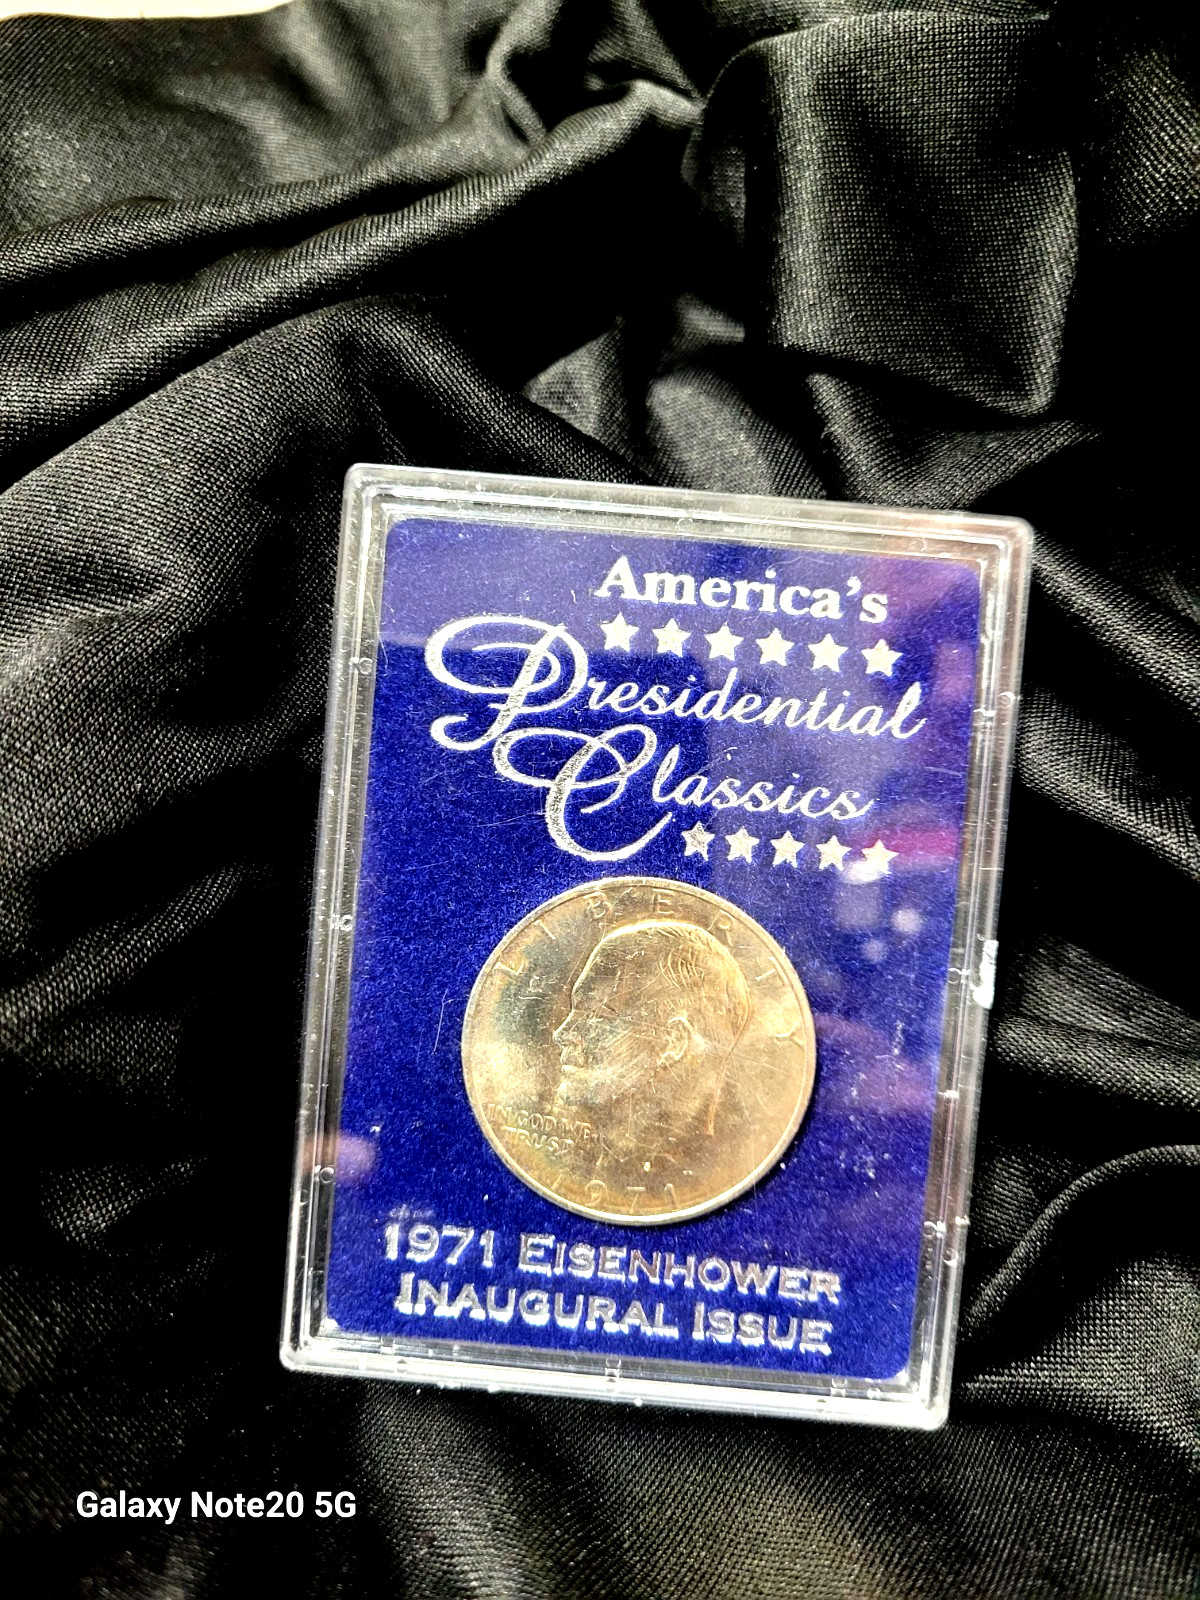 America's
Presidential
Classics
LIBERTY
IN GOD WE
TRUST
1971
1971 EISENHOWER
INAUGURAL ISSUE
Galaxy Note20 5G